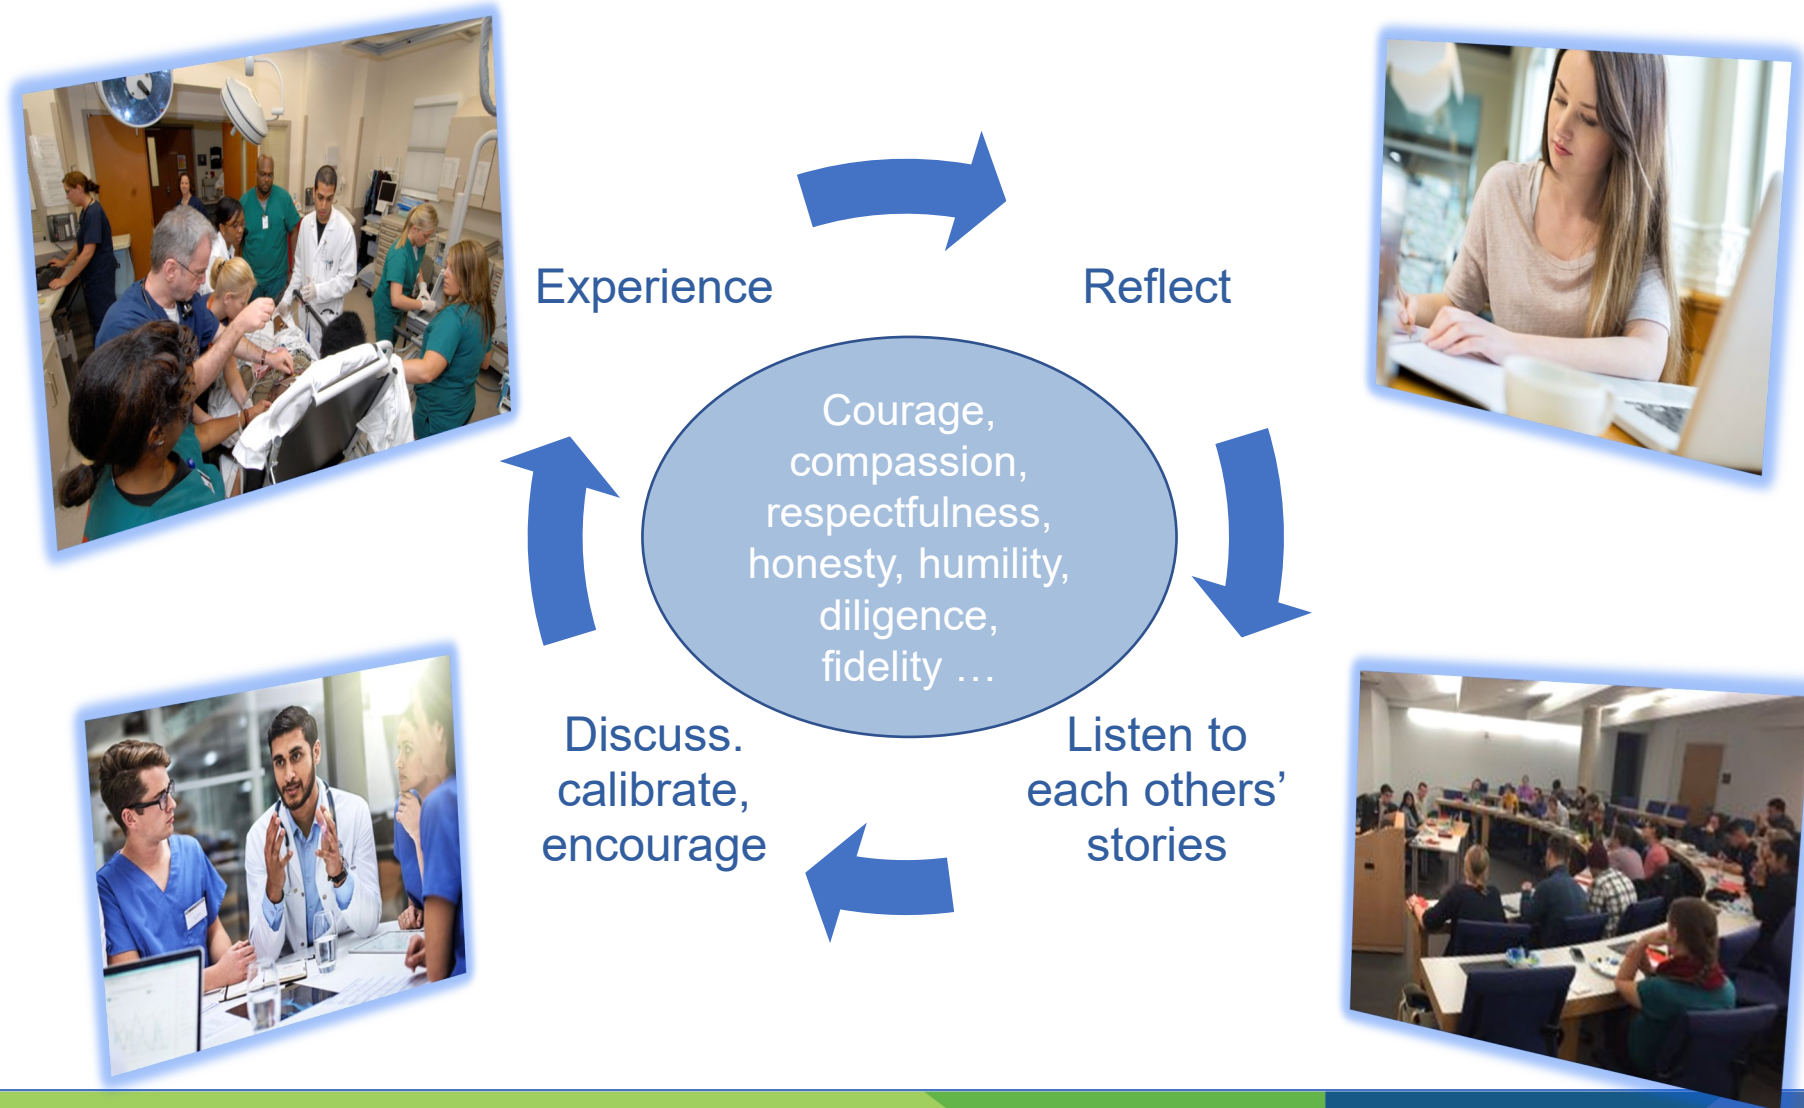 Experience
Reflect
Courage,
compassion,
respectfulness,
honesty, humility,
diligence,
fidelity …
Discuss.
calibrate,
encourage
Listen to
each others’
stories